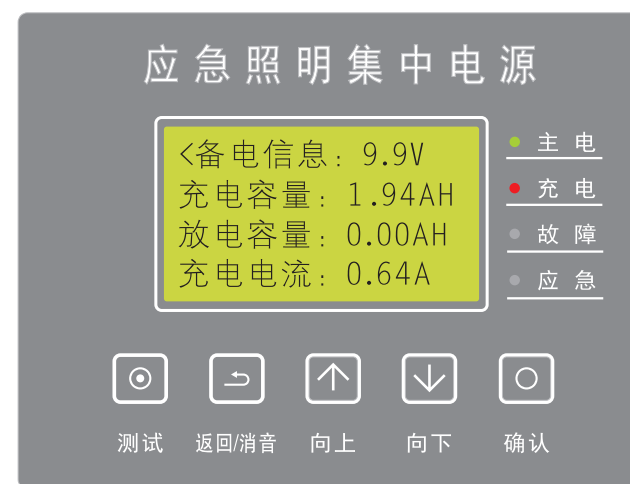 应急照明集中电源
<备电信息: 9.9V
充电容量: 1.94AH
放电容量: 0.00AH
充电电流: 0.64A
主电
充电
故障
应急
测试
返回/消音
向上
向下
确认